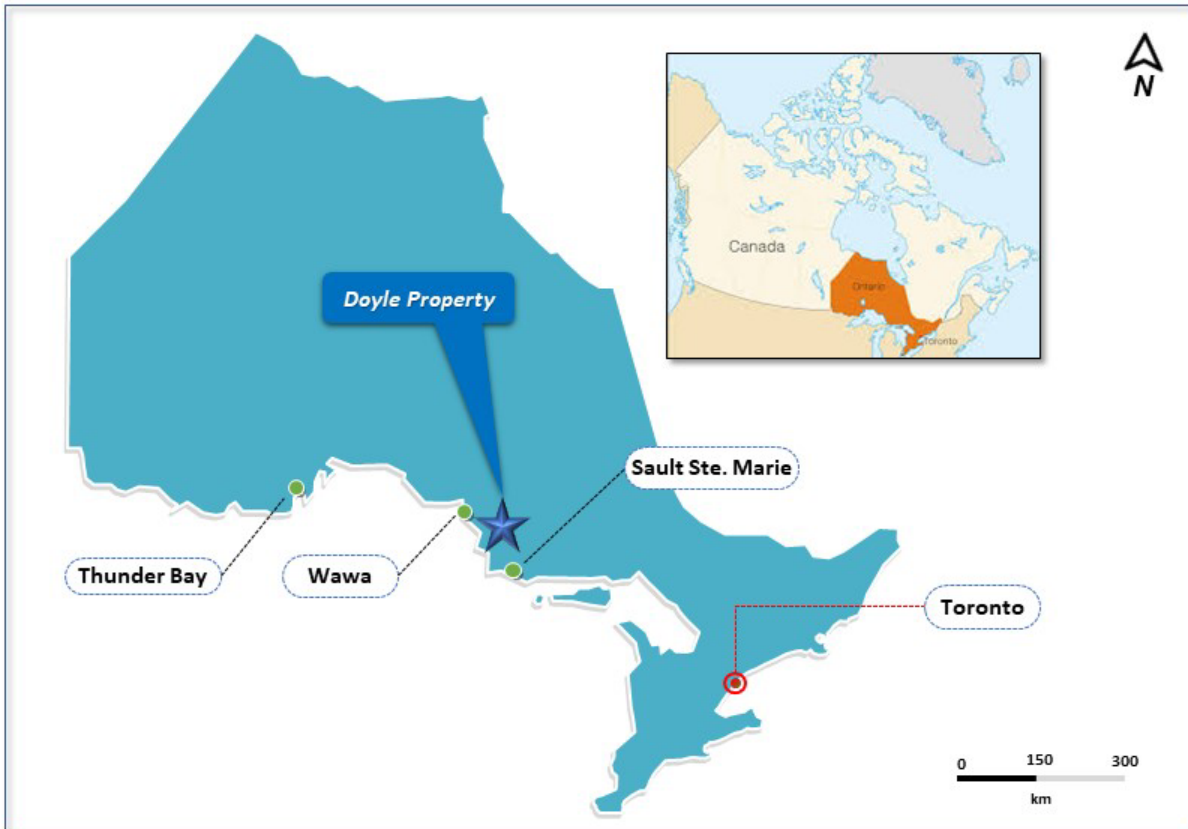 N
Canada
Ontario
Toronto
Doyle Property
Sault Ste. Marie
Thunder Bay
Wawa
Toronto
0 150 300
km